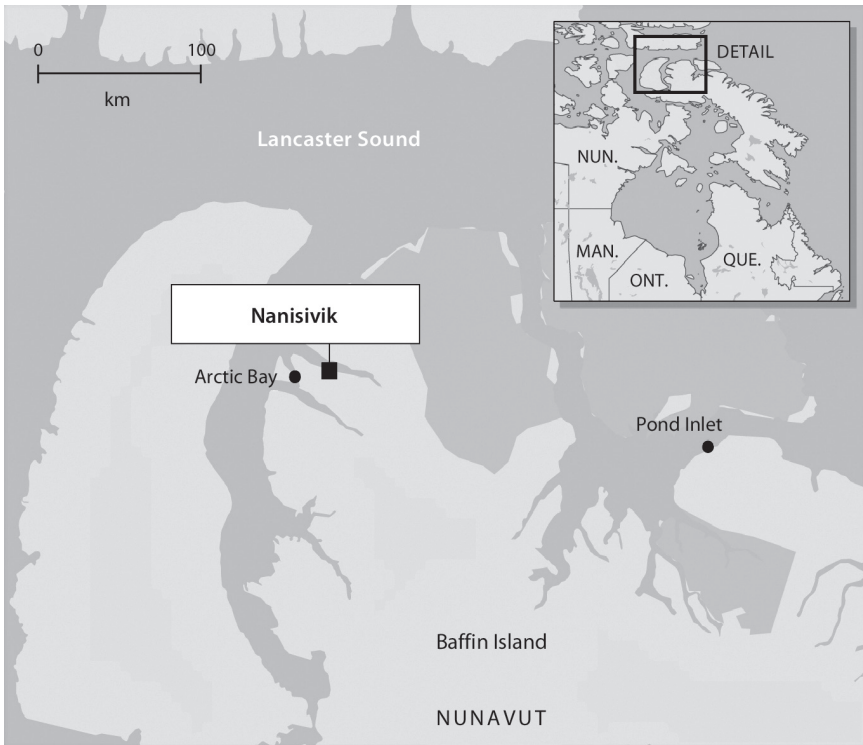 0 100
km
DETAIL
Lancaster Sound
NUN.
MAN.
QUE.
ONT.
Nanisivik
Arctic Bay
Pond Inlet
Baffin Island
NUNAVUT